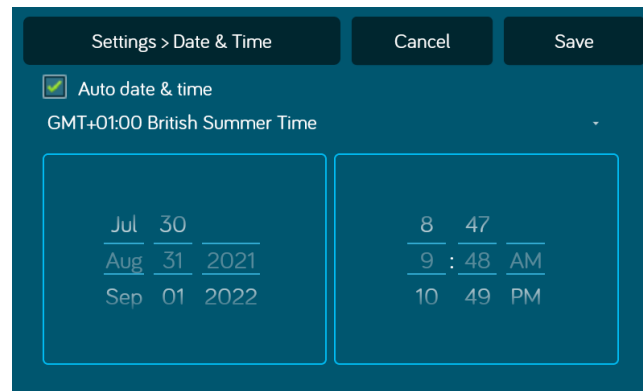 Settings > Date & Time Cancel Save
Auto date & time
GMT+01:00 British Summer Time
Jul 30 8 47
Aug 31 2021 9 : 48 AM
Sep 01 2022 10 49 PM